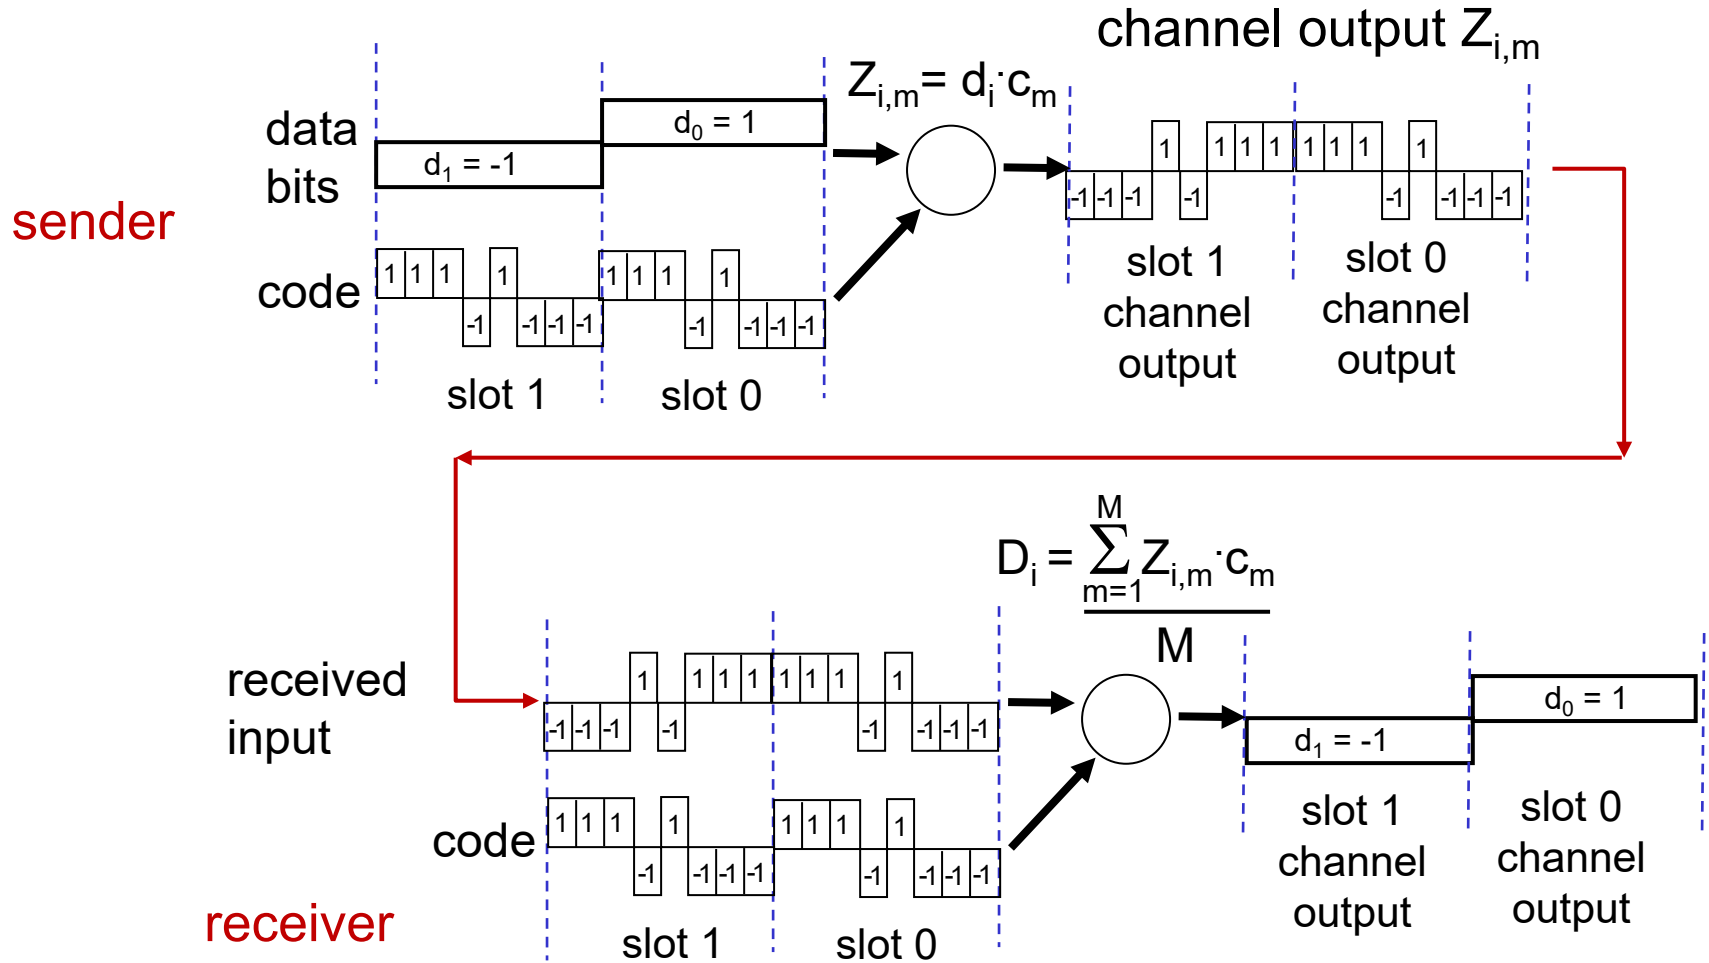 channel output Z_{i,m}
Z_{i,m}= d_i·c_m
data bits
d_0 = 1
d_1 = -1
sender
code
1 1 1 -1 1 -1 -1 -1
1 1 1 -1 1 -1 -1 -1
slot 1
slot 0
-1 -1 -1 1 -1 1 1 1
1 1 1 -1 1 -1 -1 -1
slot 1
channel
output
slot 0
channel
output
D_i = ∑_{m=1}^{M} Z_{i,m}·c_m
M
received
input
-1 -1 -1 1 -1 1 1 1
1 1 1 -1 1 -1 -1 -1
code
1 1 1 -1 1 -1 -1 -1
1 1 1 -1 1 -1 -1 -1
slot 1
slot 0
receiver
d_0 = 1
d_1 = -1
slot 1
channel
output
slot 0
channel
output